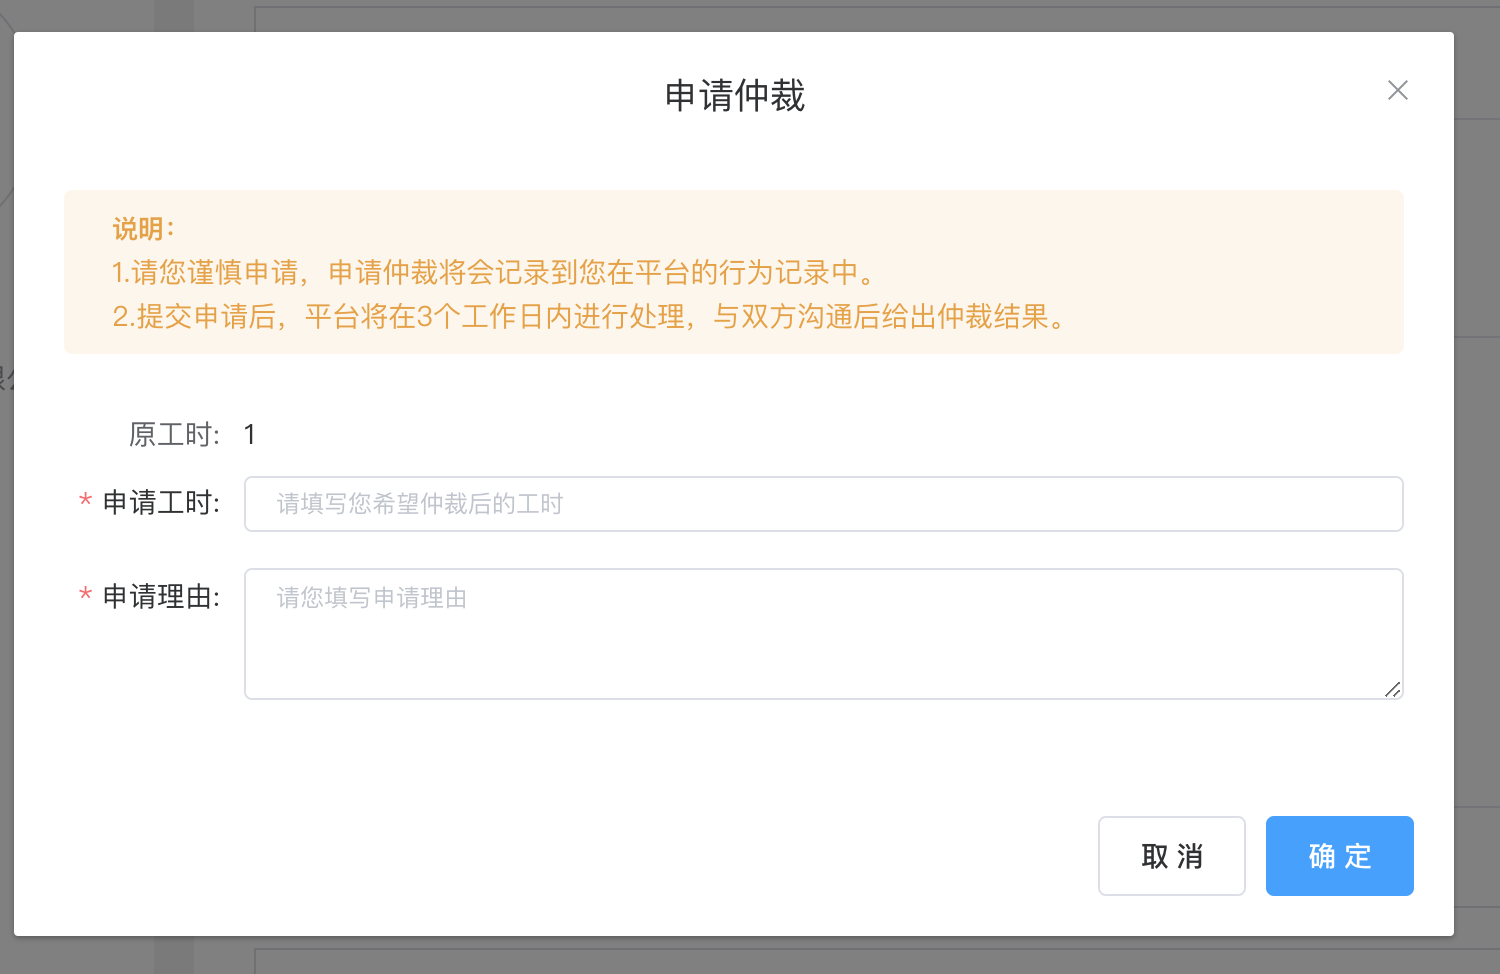 申请仲裁
说明：
1.请您谨慎申请，申请仲裁将会记录到您在平台的行为记录中。
2.提交申请后，平台将在3个工作日内进行处理，与双方沟通后给出仲裁结果。
原工时: 1
* 申请工时: 请填写您希望仲裁后的工时
* 申请理由: 请您填写申请理由
取 消 确 定